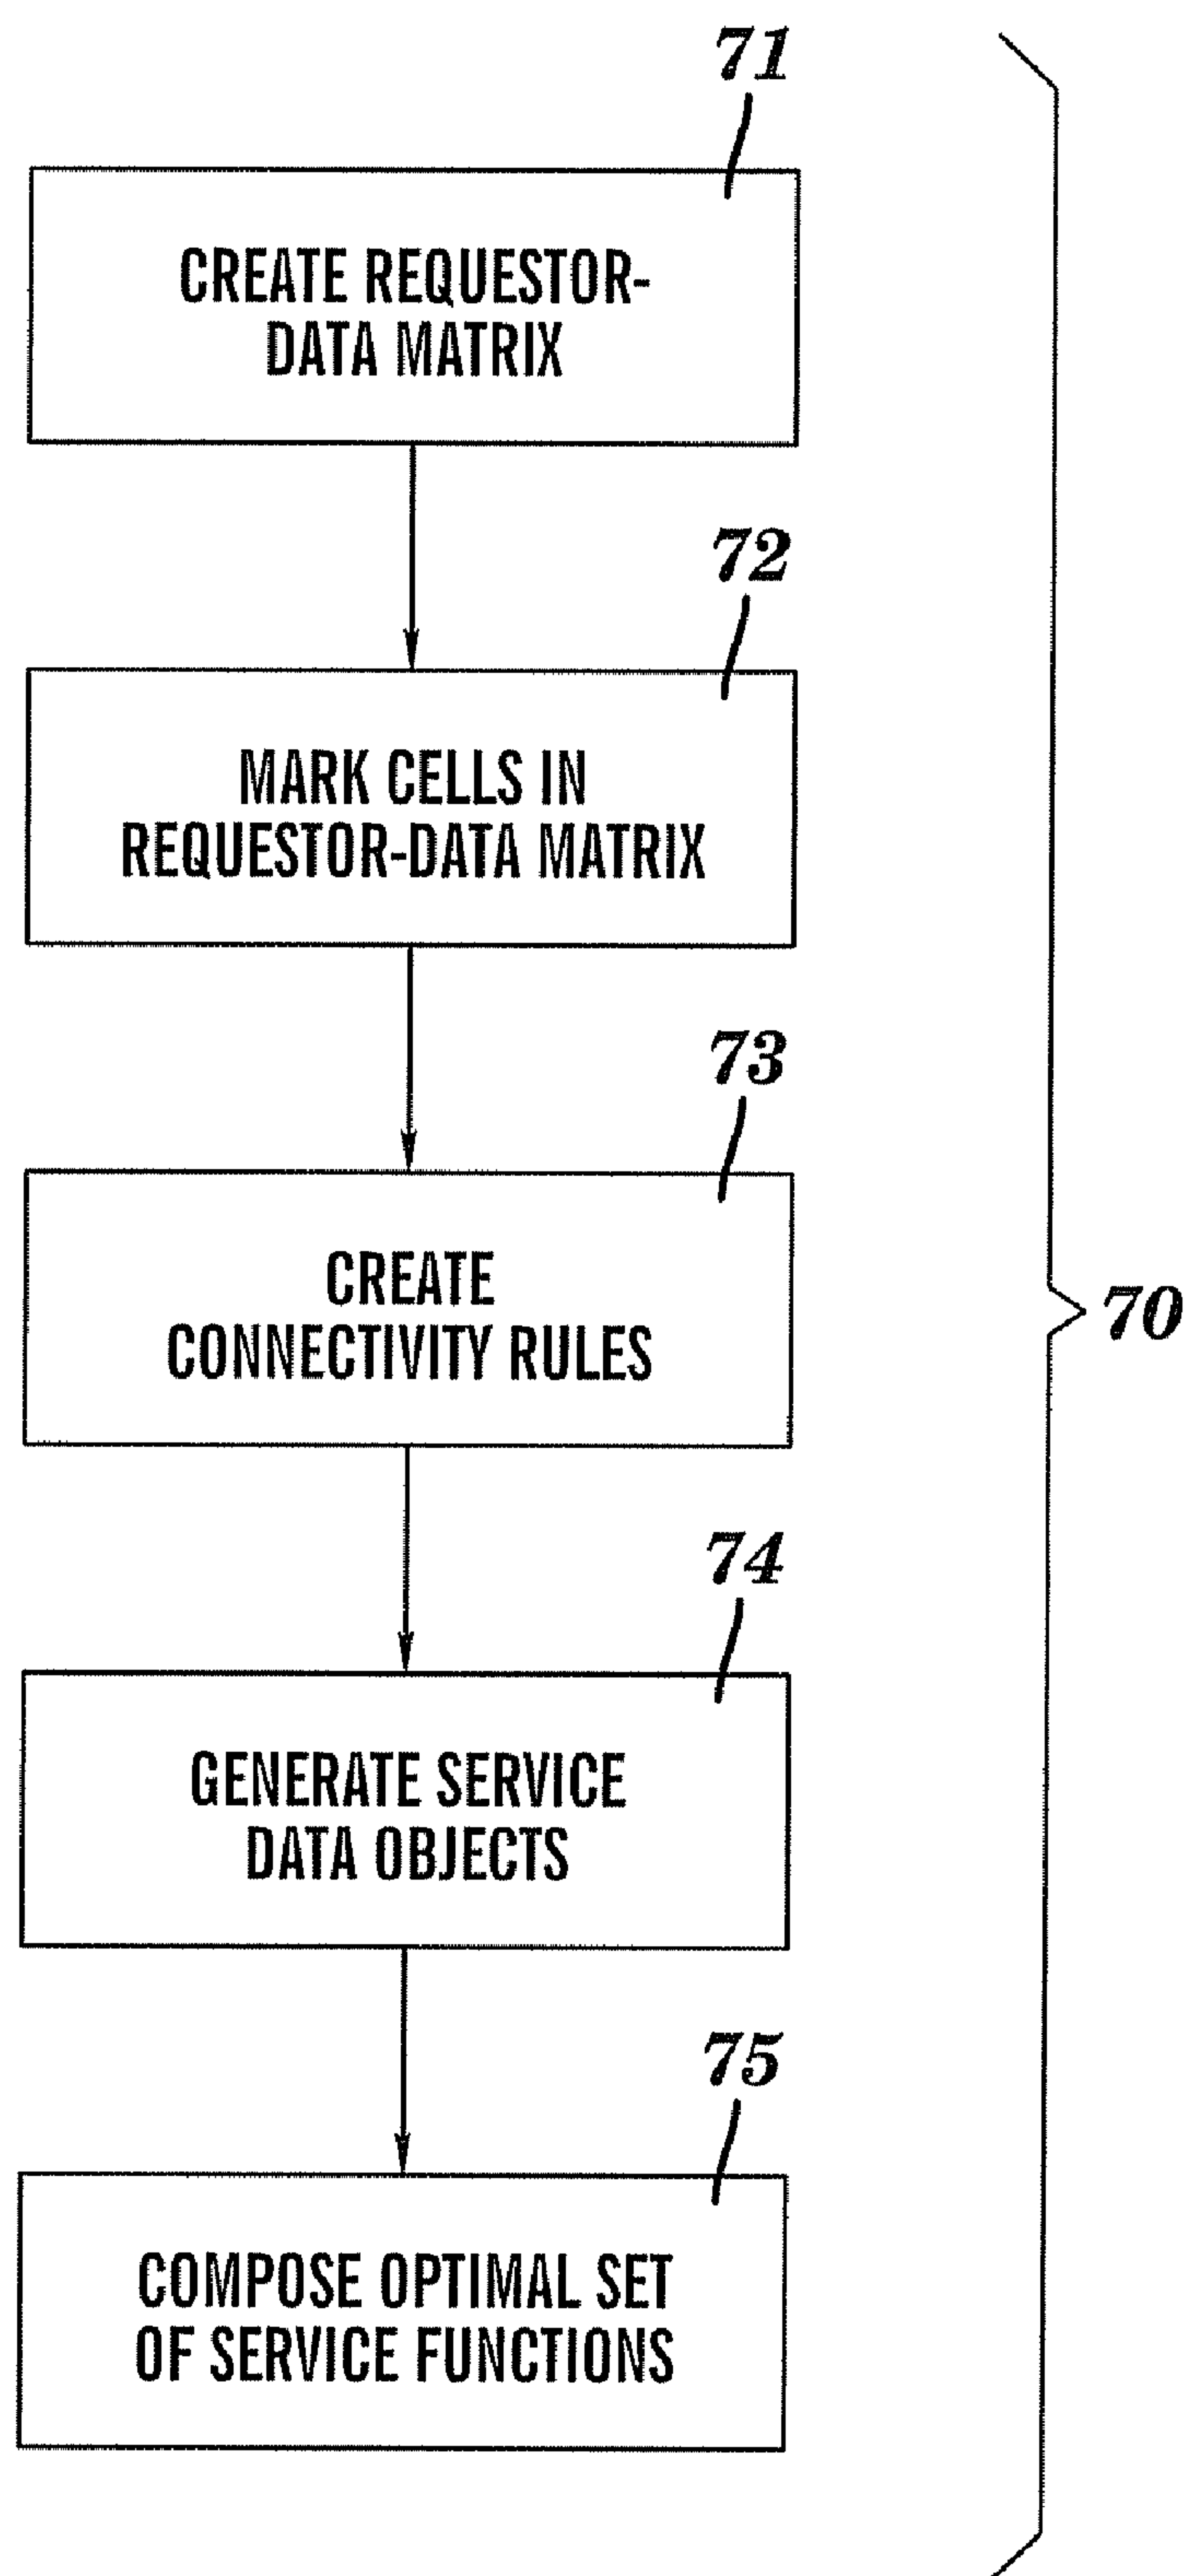 71
CREATE REQUESTOR-
DATA MATRIX
72
MARK CELLS IN
REQUESTOR-DATA MATRIX
73
CREATE
CONNECTIVITY RULES
70
74
GENERATE SERVICE
DATA OBJECTS
75
COMPOSE OPTIMAL SET
OF SERVICE FUNCTIONS